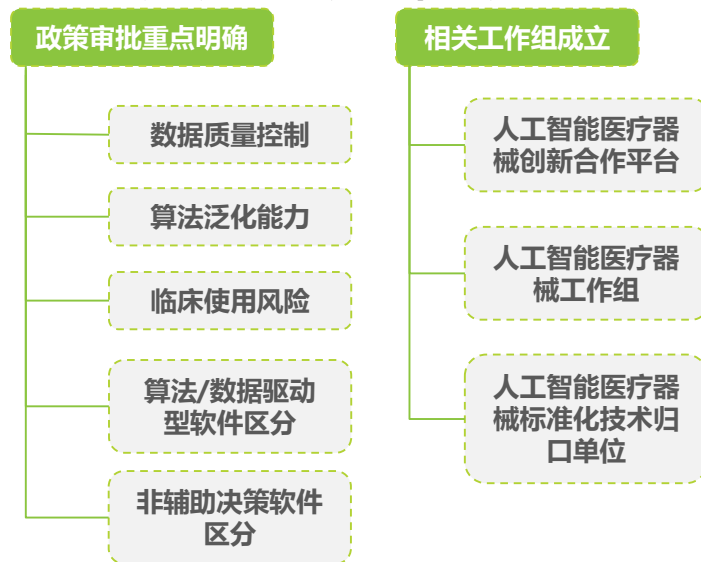 政策审批重点明确
数据质量控制
算法泛化能力
临床使用风险
算法/数据驱动
型软件区分
非辅助决策软件
区分
相关工作组成立
人工智能医疗器
械创新合作平台
人工智能医疗器
械工作组
人工智能医疗器
械标准化技术归
口单位